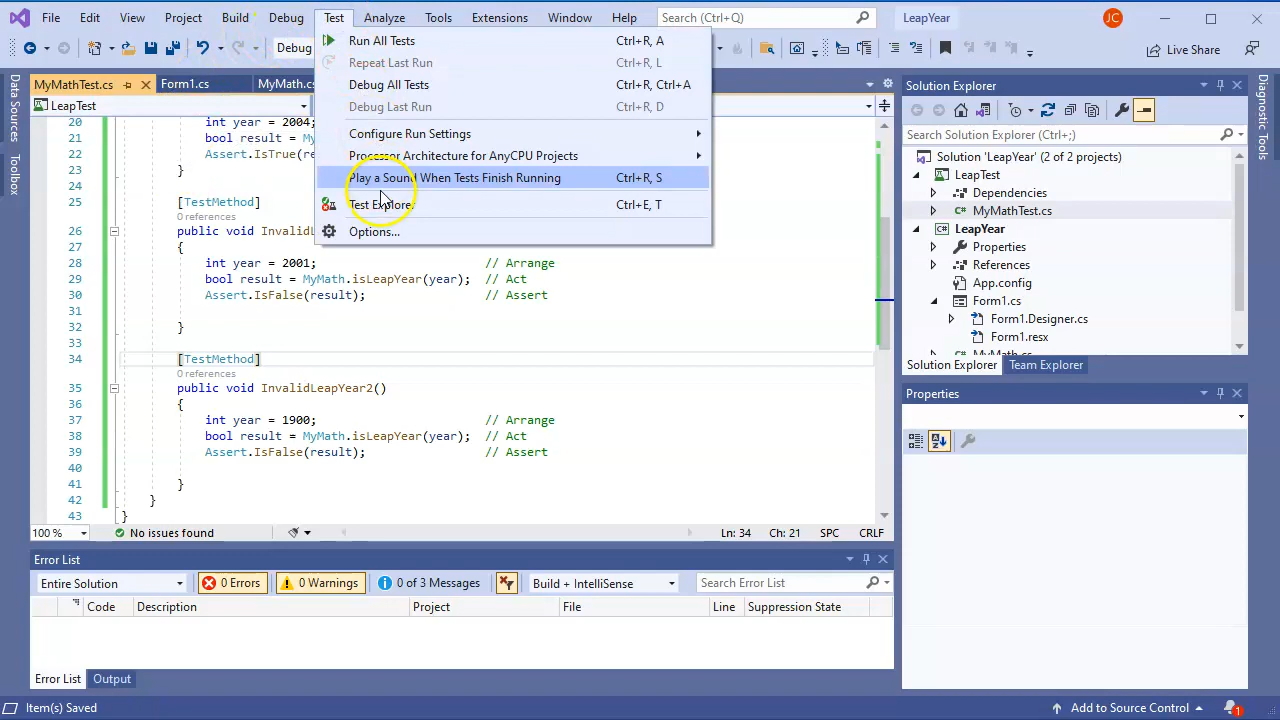 File Edit View Project Build Debug Test Analyze Tools Extensions Window Help Search (Ctrl+Q) LeapYear JC
Debug Live Share
Run All Tests Ctrl+R, A
Repeat Last Run Ctrl+R, L
Debug All Tests Ctrl+R, Ctrl+A
Debug Last Run Ctrl+R, D
Configure Run Settings
Processor Architecture for AnyCPU Projects
Play a Sound When Tests Finish Running Ctrl+R, S
Test Explorer Ctrl+E, T
Options...
Data Sources
Toolbox
MyMathTest.cs Form1.cs MyMath.cs
LeapTest
20 int year = 2004;
21 bool result =
22 Assert.IsTrue(re
23 }
24
25 [TestMethod]
0 references
26 public void InvalidL
27 {
28 int year = 2001; // Arrange
29 bool result = MyMath.isLeapYear(year); // Act
30 Assert.IsFalse(result); // Assert
31
32 }
33
34 [TestMethod]
0 references
35 public void InvalidLeapYear2()
36 {
37 int year = 1900; // Arrange
38 bool result = MyMath.isLeapYear(year); // Act
39 Assert.IsFalse(result); // Assert
40
41 }
42 }
43 }
100 % No issues found Ln: 34 Ch: 21 SPC CRLF
Error List
Entire Solution 0 Errors 0 Warnings 0 of 3 Messages Build + IntelliSense Search Error List
Code Description Project File Line Suppression State
Error List Output
Solution Explorer
Search Solution Explorer (Ctrl+;)
Solution 'LeapYear' (2 of 2 projects)
LeapTest
Dependencies
C# MyMathTest.cs
C# LeapYear
Properties
References
App.config
Form1.cs
Form1.Designer.cs
Form1.resx
MyMath.cs
Solution Explorer Team Explorer
Properties
Diagnostic Tools
Item(s) Saved Add to Source Control 1